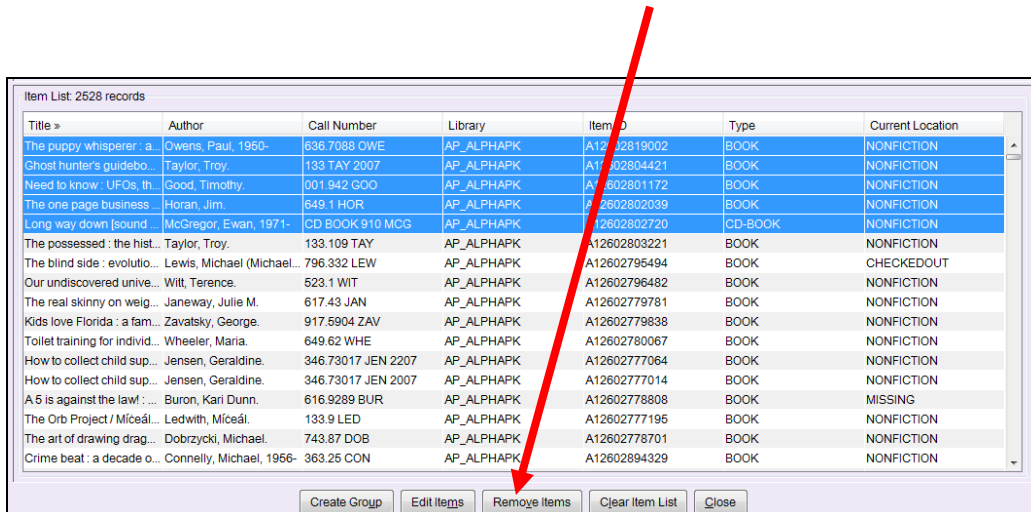 Item List: 2528 records
Title » Author Call Number Library Item ID Type Current Location
The puppy whisperer : a... Owens, Paul, 1950- 636.7088 OWE AP_ALPHAPK A12602819002 BOOK NONFICTION
Ghost hunter's guidebo... Taylor, Troy. 133 TAY 2007 AP_ALPHAPK A12602804421 BOOK NONFICTION
Need to know : UFOs, th... Good, Timothy. 001.942 GOO AP_ALPHAPK A12602801172 BOOK NONFICTION
The one page business ... Horan, Jim. 649.1 HOR AP_ALPHAPK A12602802039 BOOK NONFICTION
Long way down [sound ... McGregor, Ewan, 1971- CD BOOK 910 MCG AP_ALPHAPK A12602802720 CD-BOOK NONFICTION
The possessed : the hist... Taylor, Troy. 133.109 TAY AP_ALPHAPK A12602803221 BOOK NONFICTION
The blind side : evolutio... Lewis, Michael (Michael... 796.332 LEW AP_ALPHAPK A12602795494 BOOK CHECKEDOUT
Our undiscovered unive... Witt, Terence. 523.1 WIT AP_ALPHAPK A12602796482 BOOK NONFICTION
The real skinny on weig... Janeway, Julie M. 617.43 JAN AP_ALPHAPK A12602779781 BOOK NONFICTION
Kids love Florida : a fam... Zavatsky, George. 917.5904 ZAV AP_ALPHAPK A12602779838 BOOK NONFICTION
Toilet training for individ... Wheeler, Maria. 649.62 WHE AP_ALPHAPK A12602780067 BOOK NONFICTION
How to collect child sup... Jensen, Geraldine. 346.73017 JEN 2207 AP_ALPHAPK A12602777064 BOOK NONFICTION
How to collect child sup... Jensen, Geraldine. 346.73017 JEN 2007 AP_ALPHAPK A12602777014 BOOK NONFICTION
A 5 is against the law! : ... Buron, Kari Dunn. 616.9289 BUR AP_ALPHAPK A12602778808 BOOK MISSING
The Orb Project / Míceál... Ledwith, Míċeál. 133.9 LED AP_ALPHAPK A12602777195 BOOK NONFICTION
The art of drawing drag... Dobrzycki, Michael. 743.87 DOB AP_ALPHAPK A12602778701 BOOK NONFICTION
Crime beat : a decade o... Connelly, Michael, 1956- 363.25 CON AP_ALPHAPK A12602894329 BOOK NONFICTION
Create Group Edit Items Remove Items Clear Item List Close